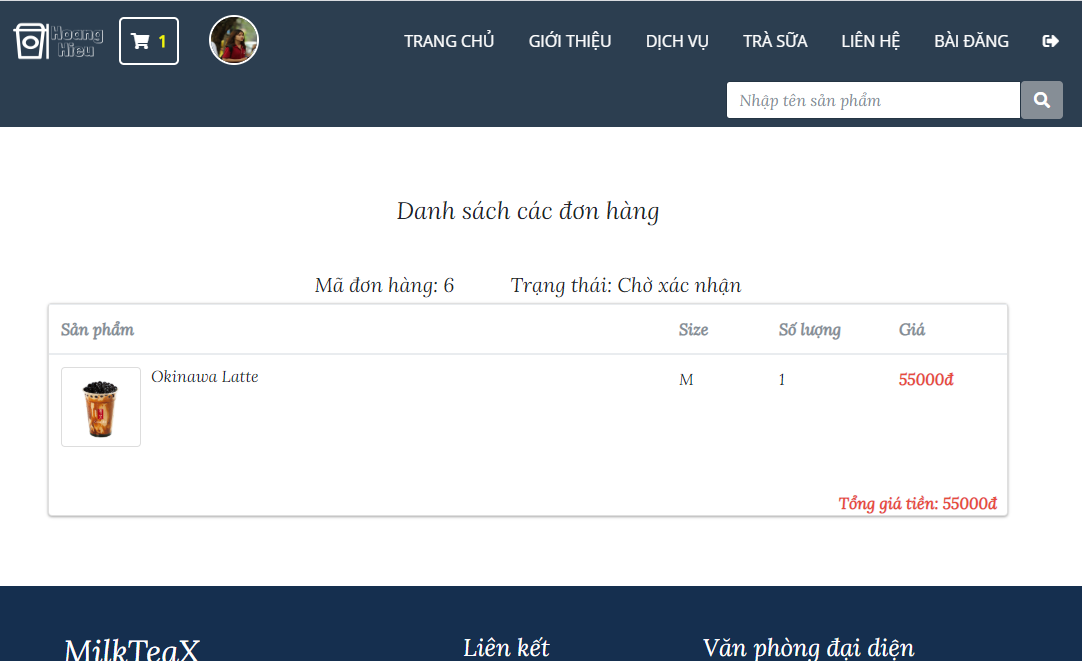 Hoang
Hieu
1
TRANG CHỦ GIỚI THIỆU DỊCH VỤ TRÀ SỮA LIÊN HỆ BÀI ĐĂNG
Nhập tên sản phẩm
Danh sách các đơn hàng
Mã đơn hàng: 6 Trạng thái: Chờ xác nhận
Sản phẩm Size Số lượng Giá
Okinawa Latte M 1 55000đ
Tổng giá tiền: 55000đ
MilkTeaX Liên kết Văn phòng đại diện